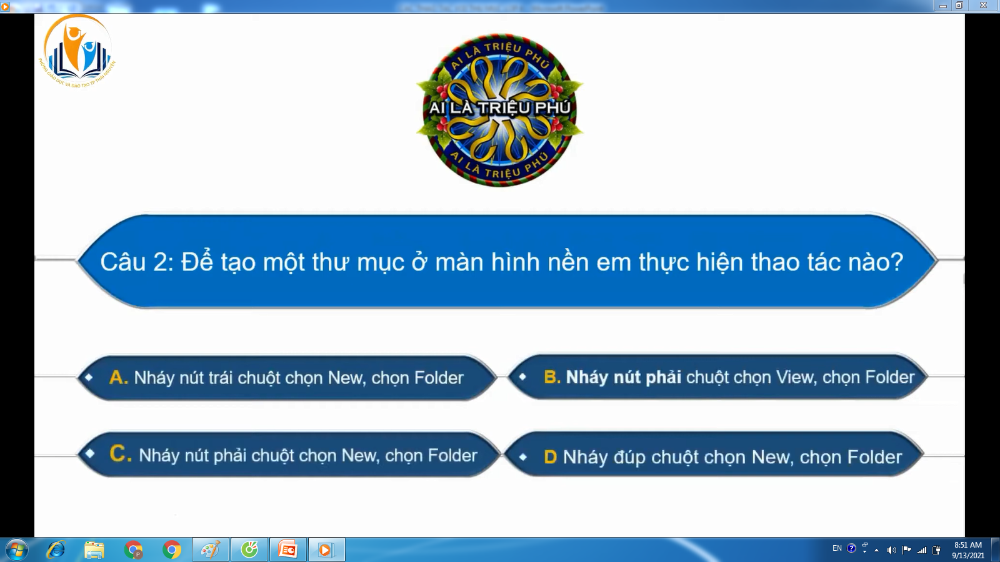 PHÒNG GIÁO DỤC VÀ ĐÀO TẠO TP THÁI NGUYÊN
AI LÀ TRIỆU PHÚ
AI LÀ TRIỆU PHÚ
AI LÀ TRIỆU PHÚ
Câu 2: Để tạo một thư mục ở màn hình nền em thực hiện thao tác nào?
A. Nháy nút trái chuột chọn New, chọn Folder
B. Nháy nút phải chuột chọn View, chọn Folder
C. Nháy nút phải chuột chọn New, chọn Folder
D Nháy đúp chuột chọn New, chọn Folder
P
EN
8:51 AM
9/13/2021